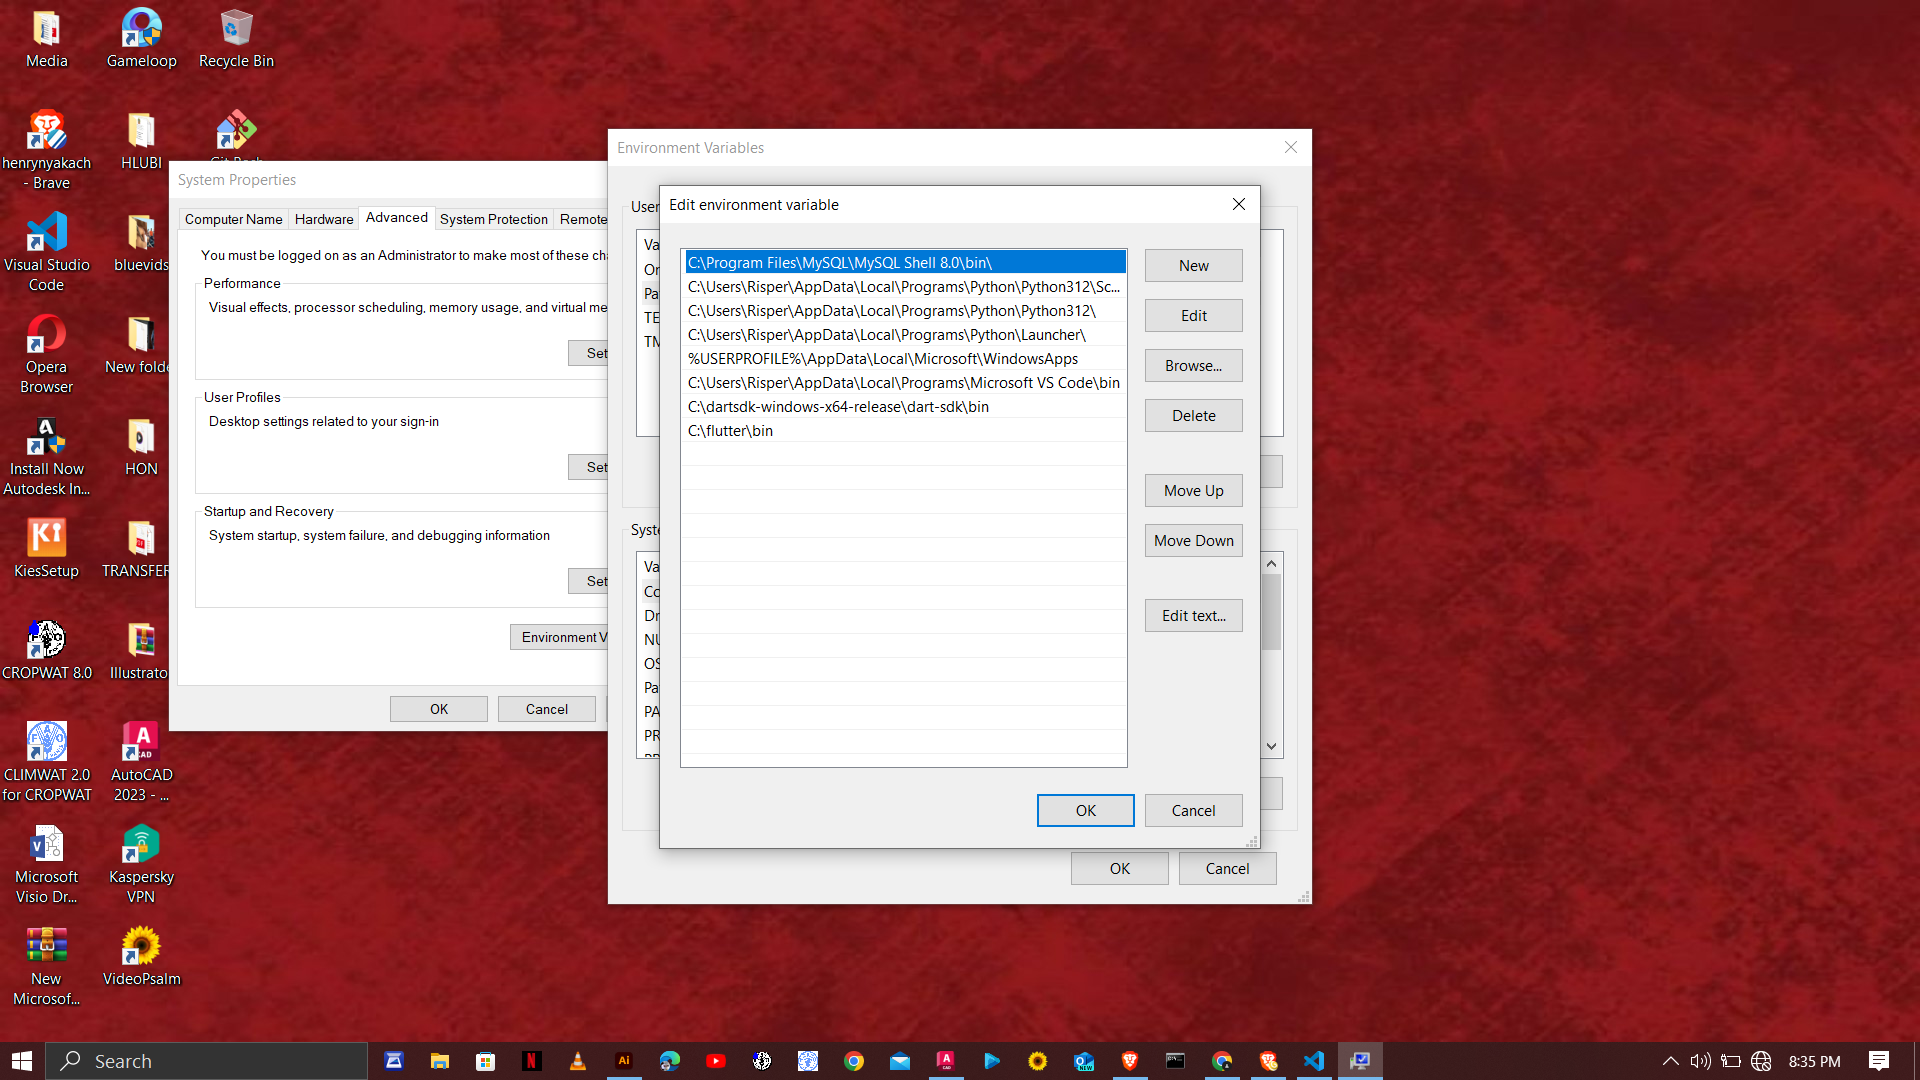 Media
Gameloop
Recycle Bin
henrynyakach
- Brave
HLUBI
Visual Studio
Code
bluevids
Opera
Browser
New folde
Install Now
Autodesk In...
HON
KiesSetup
TRANSFER
CROPWAT 8.0
Illustrato
CLIMWAT 2.0
for CROPWAT
AutoCAD
2023 - ...
Microsoft
Visio Dr...
Kaspersky
VPN
New
Microsof...
VideoPsalm
System Properties
Computer Name
Hardware
Advanced
System Protection
Remote
You must be logged on as an Administrator to make most of these cha
Performance
Visual effects, processor scheduling, memory usage, and virtual me
Set
User Profiles
Desktop settings related to your sign-in
Set
Startup and Recovery
System startup, system failure, and debugging information
Set
Environment V
OK
Cancel
Environment Variables
User
Va
On
Pa
TE
TM
Syste
Va
Co
Dr
NU
OS
Pa
PA
PR
OK
Cancel
Edit environment variable
C:\Program Files\MySQL\MySQL Shell 8.0\bin\
C:\Users\Risper\AppData\Local\Programs\Python\Python312\Sc...
C:\Users\Risper\AppData\Local\Programs\Python\Python312\
C:\Users\Risper\AppData\Local\Programs\Python\Launcher\
%USERPROFILE%\AppData\Local\Microsoft\WindowsApps
C:\Users\Risper\AppData\Local\Programs\Microsoft VS Code\bin
C:\dartsdk-windows-x64-release\dart-sdk\bin
C:\flutter\bin
New
Edit
Browse...
Delete
Move Up
Move Down
Edit text...
OK
Cancel
Search
8:35 PM